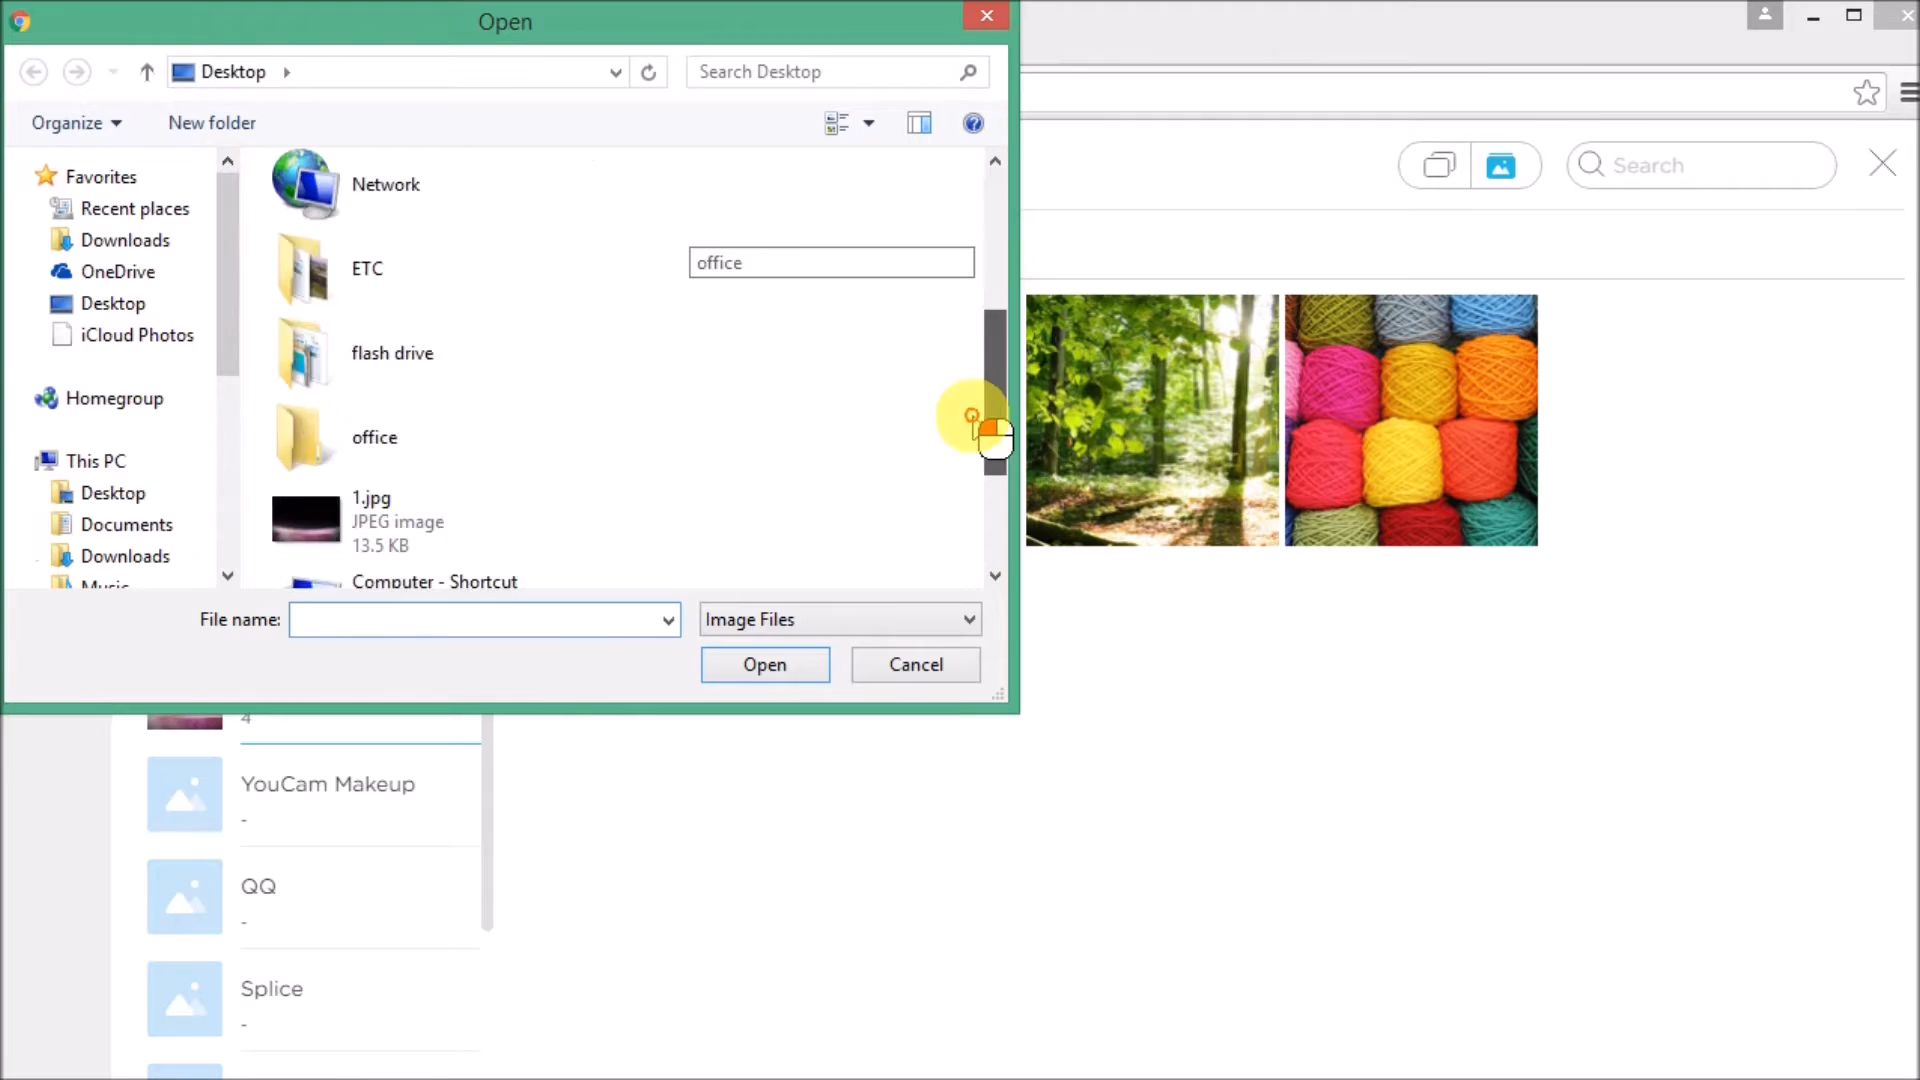 Open
Desktop
Search Desktop
Organize
New folder
Favorites
Recent places
Downloads
OneDrive
Desktop
iCloud Photos
Homegroup
This PC
Desktop
Documents
Downloads
Music
Network
ETC
flash drive
office
1.jpg
JPEG image
13.5 KB
Computer - Shortcut
office
File name:
Image Files
Open
Cancel
Search
4
YouCam Makeup
-
QQ
-
Splice
-